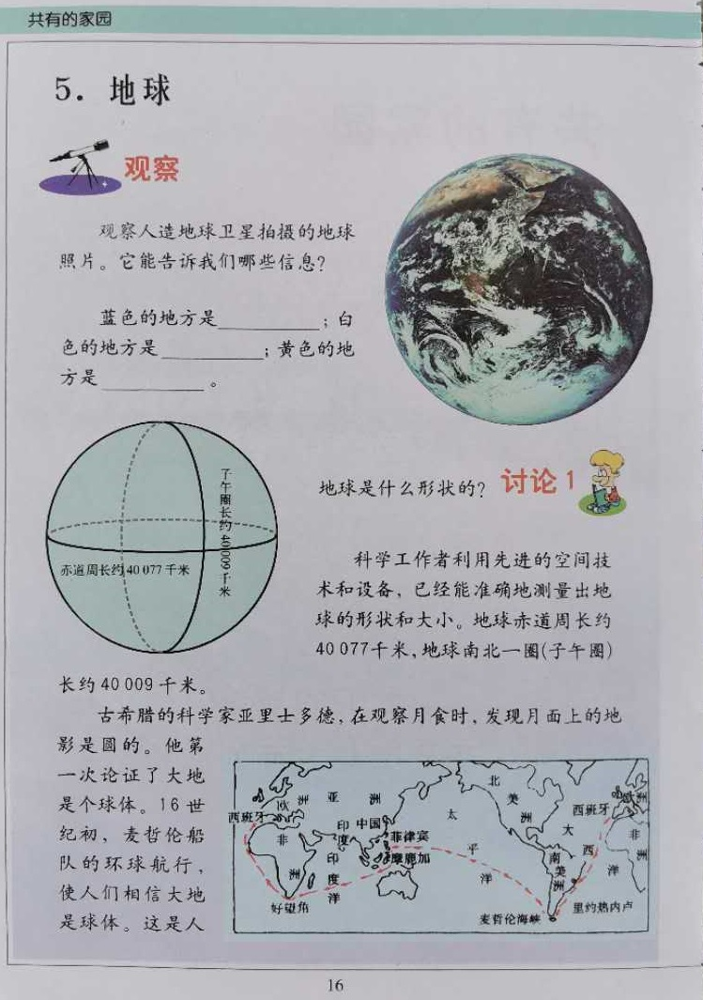 共有的家园
5. 地球
观察
观察人造地球卫星拍摄的地球
照片。它能告诉我们哪些信息?
蓝色的地方是__________;白
色的地方是__________;黄色的地
方是__________。
子午圈长约40 009千米
赤道周长约40 077千米
地球是什么形状的?
讨论1
科学工作者利用先进的空间技
术和设备,已经能准确地测量出地
球的形状和大小。地球赤道周长约
40 077千米,地球南北一圈(子午圈)
长约40 009千米。
古希腊的科学家亚里士多德,在观察月食时,发现月面上的地
影是圆的。他第
一次论证了大地
是个球体。16世
纪初,麦哲伦船
队的环球航行,
使人们相信大地
是球体。这是人
欧洲
亚洲
北美洲
西班牙
西班牙
欧洲
印度
中国
菲律宾
太平洋
大西洋
非洲
非洲
印度洋
摩鹿加
南美洲
好望角
麦哲伦海峡
里约热内卢
16